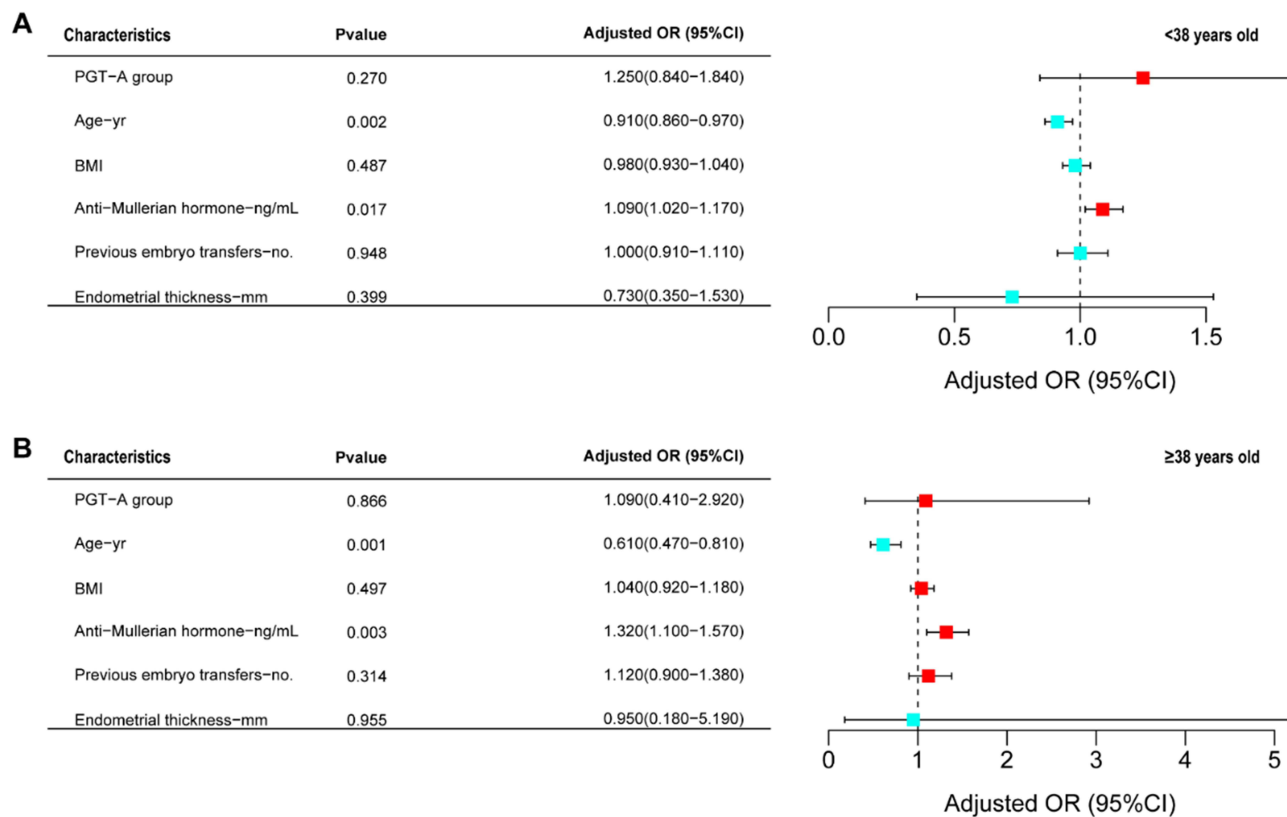 A
Characteristics Pvalue Adjusted OR (95%CI) <38 years old
PGT−A group 0.270 1.250(0.840−1.840)
Age−yr 0.002 0.910(0.860−0.970)
BMI 0.487 0.980(0.930−1.040)
Anti−Mullerian hormone−ng/mL 0.017 1.090(1.020−1.170)
Previous embryo transfers−no. 0.948 1.000(0.910−1.110)
Endometrial thickness−mm 0.399 0.730(0.350−1.530)
0.0 0.5 1.0 1.5
Adjusted OR (95%CI)
B
Characteristics Pvalue Adjusted OR (95%CI) ≥38 years old
PGT−A group 0.866 1.090(0.410−2.920)
Age−yr 0.001 0.610(0.470−0.810)
BMI 0.497 1.040(0.920−1.180)
Anti−Mullerian hormone−ng/mL 0.003 1.320(1.100−1.570)
Previous embryo transfers−no. 0.314 1.120(0.900−1.380)
Endometrial thickness−mm 0.955 0.950(0.180−5.190)
0 1 2 3 4 5
Adjusted OR (95%CI)